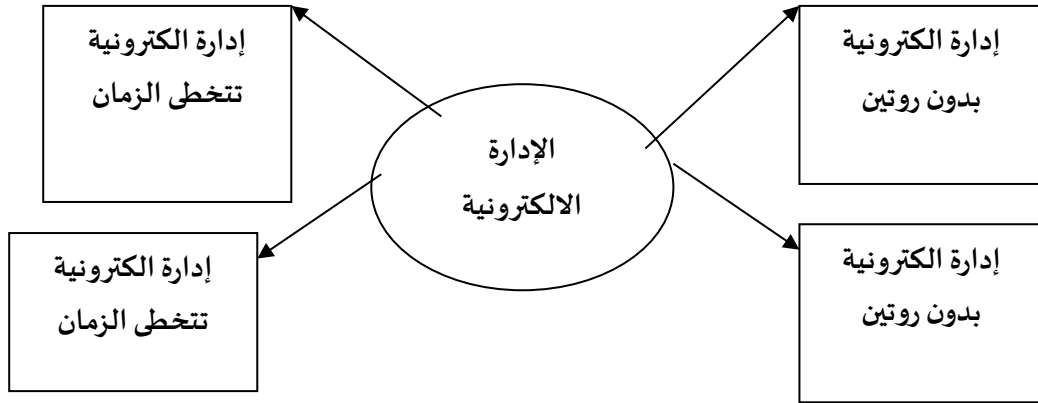 إدارة الكترونية
بدون روتين
إدارة الكترونية
تتخطى الزمان
الإدارة
الالكترونية
إدارة الكترونية
بدون روتين
إدارة الكترونية
تتخطى الزمان